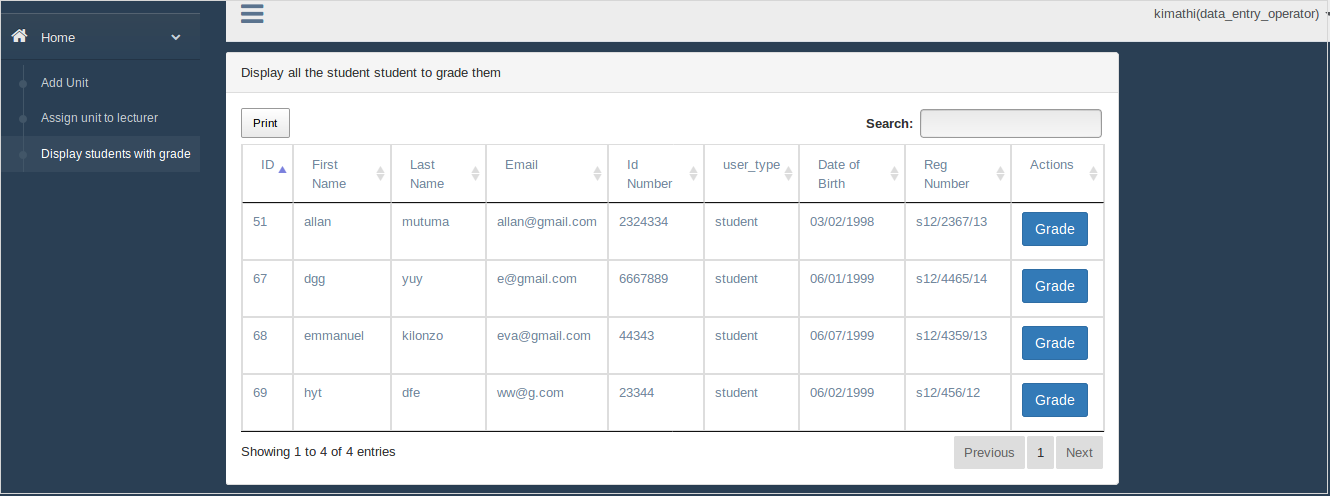 kimathi(data_entry_operator)
Home
Add Unit
Assign unit to lecturer
Display students with grade
Display all the student student to grade them
Print Search:
ID First Name Last Name Email Id Number user_type Date of Birth Reg Number Actions
51 allan mutuma allan@gmail.com 2324334 student 03/02/1998 s12/2367/13 Grade
67 dgg yuy e@gmail.com 6667889 student 06/01/1999 s12/4465/14 Grade
68 emmanuel kilonzo eva@gmail.com 44343 student 06/07/1999 s12/4359/13 Grade
69 hyt dfe ww@g.com 23344 student 06/02/1999 s12/456/12 Grade
Showing 1 to 4 of 4 entries Previous 1 Next